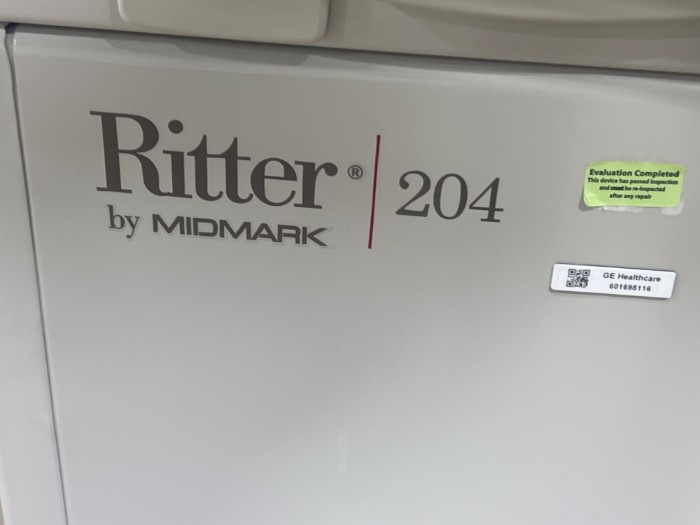 Ritter® | 204
by MIDMARK
Evaluation Completed
This device has passed inspection
and must be re-inspected
after any repair
GE Healthcare
601695116